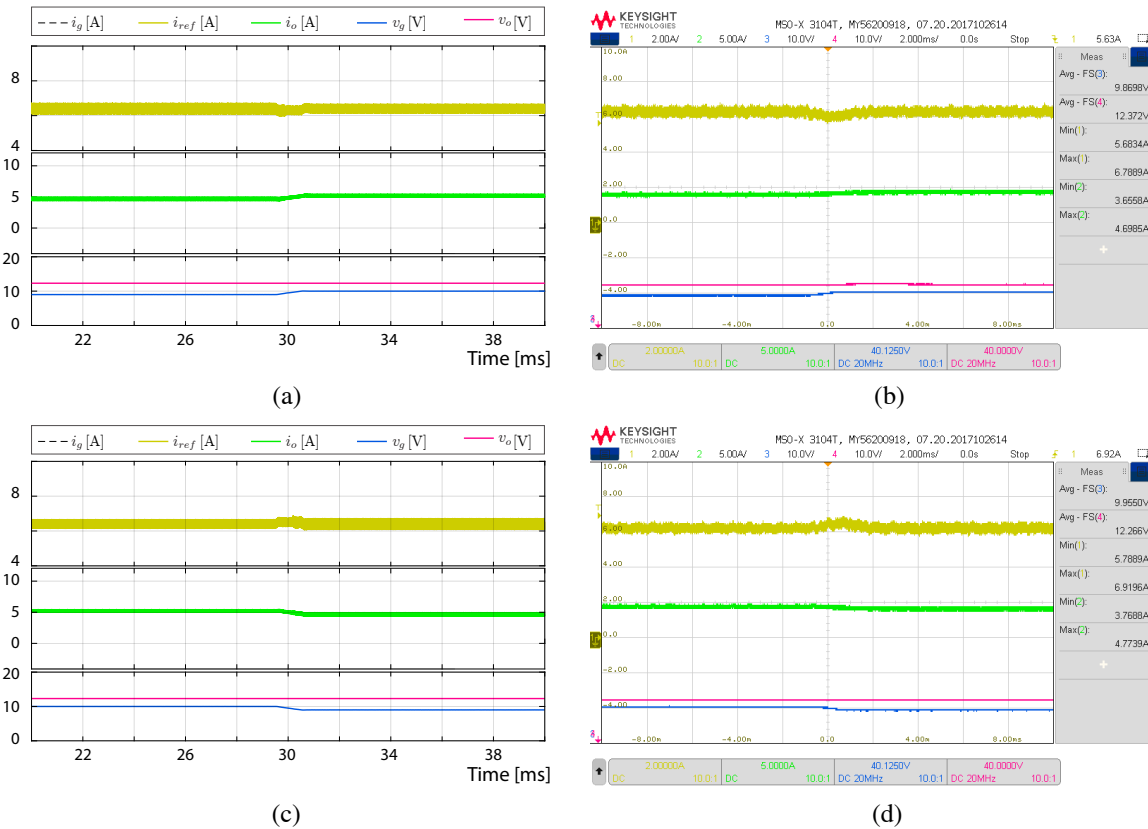 (a)
i_g [A] i_ref [A] i_o [A] v_g [V] v_o [V]
8
4
10
5
0
20
10
0
22 26 30 34 38
Time [ms]
(a)
KEYSIGHT
TECHNOLOGIES
MSO-X 3104T, MY56200918, 07.20.2017102614
1 2.00A/ 2 5.00A/ 3 10.0V/ 4 10.0V/ 2.000ms/ 0.0s Stop 1 5.63A
10.0A
8.00
6.00
4.00
2.00
0.0
-2.00
-4.00
-8.00m -4.00m 0.0 4.00m 8.00ms
Meas
Avg - FS(3):
9.8698V
Avg - FS(4):
12.372V
Min(1):
5.6834A
Max(1):
6.7889A
Min(2):
3.6558A
Max(2):
4.6985A
2.00000A 5.0000A 40.1250V 40.0000V
DC 10.0:1 DC 10.0:1 DC 20MHz 10.0:1 DC 20MHz 10.0:1
(b)
i_g [A] i_ref [A] i_o [A] v_g [V] v_o [V]
8
4
10
5
0
20
10
0
22 26 30 34 38
Time [ms]
(c)
KEYSIGHT
TECHNOLOGIES
MSO-X 3104T, MY56200918, 07.20.2017102614
1 2.00A/ 2 5.00A/ 3 10.0V/ 4 10.0V/ 2.000ms/ 0.0s Stop 1 6.92A
10.0A
8.00
6.00
4.00
2.00
0.0
-2.00
-4.00
-8.00m -4.00m 0.0 4.00m 8.00ms
Meas
Avg - FS(3):
9.9550V
Avg - FS(4):
12.266V
Min(1):
5.7889A
Max(1):
6.9196A
Min(2):
3.7688A
Max(2):
4.7739A
2.00000A 5.0000A 40.1250V 40.0000V
DC 10.0:1 DC 10.0:1 DC 20MHz 10.0:1 DC 20MHz 10.0:1
(d)